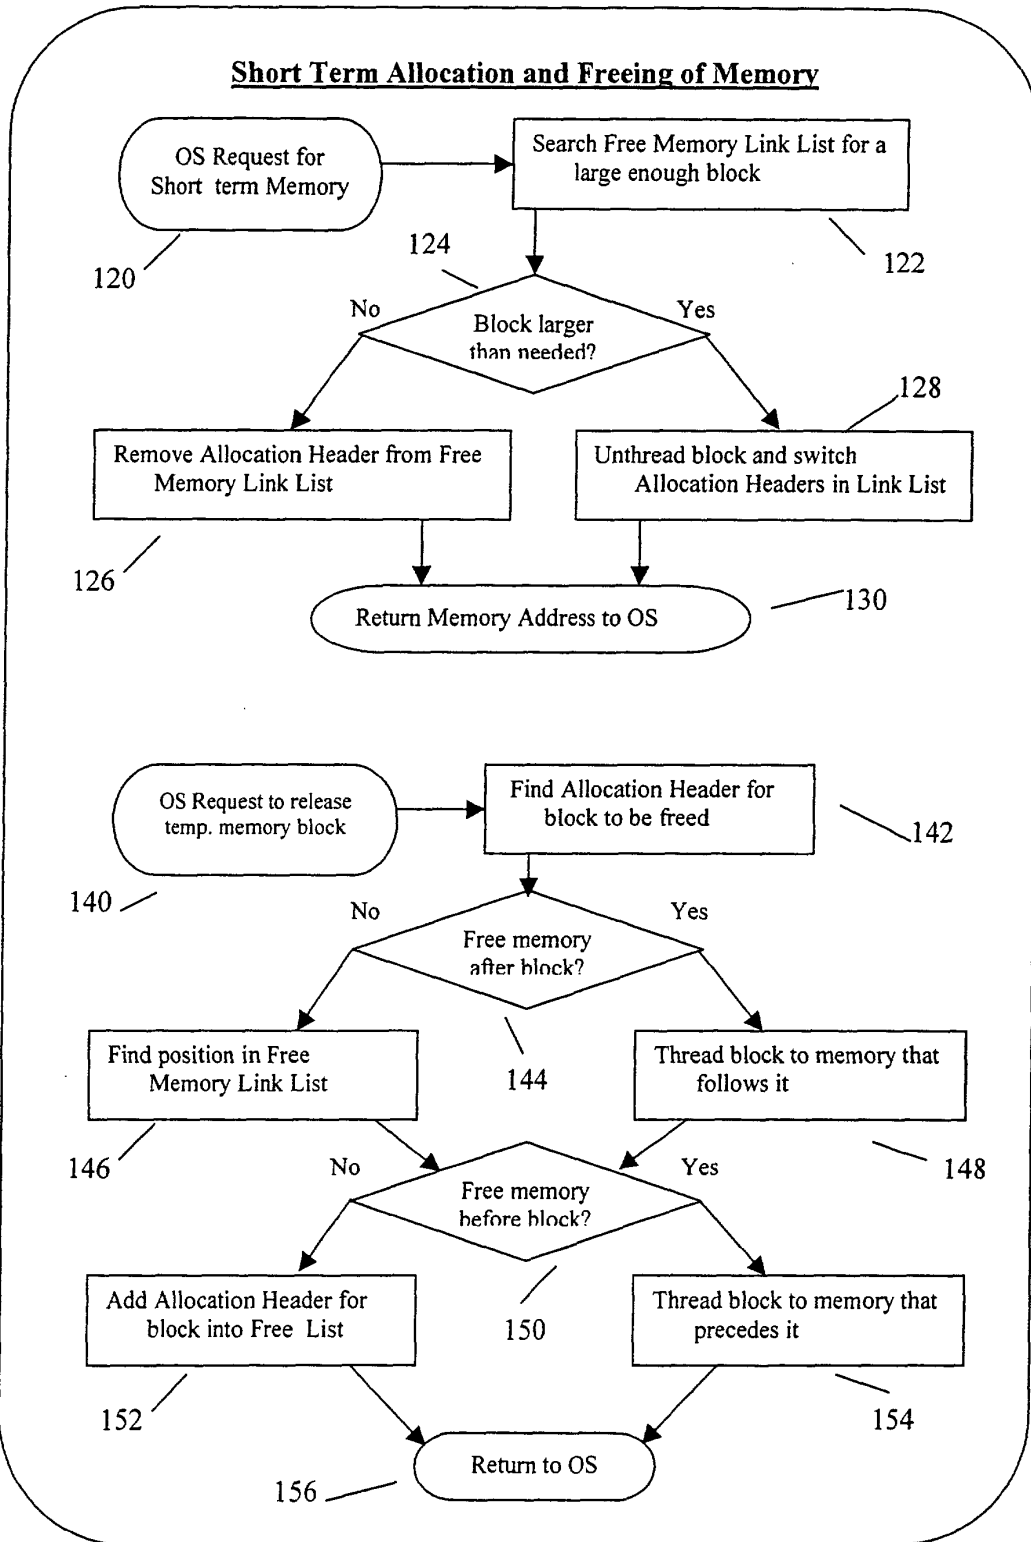 Short Term Allocation and Freeing of Memory
OS Request for
Short term Memory
Search Free Memory Link List for a
large enough block
120
124
122
No
Yes
Block larger
than needed?
128
Remove Allocation Header from Free
Memory Link List
Unthread block and switch
Allocation Headers in Link List
126
130
Return Memory Address to OS
OS Request to release
temp. memory block
Find Allocation Header for
block to be freed
142
140
No
Yes
Free memory
after block?
Find position in Free
Memory Link List
144
Thread block to memory that
follows it
146
148
No
Yes
Free memory
before block?
Add Allocation Header for
block into Free List
150
Thread block to memory that
precedes it
152
154
Return to OS
156